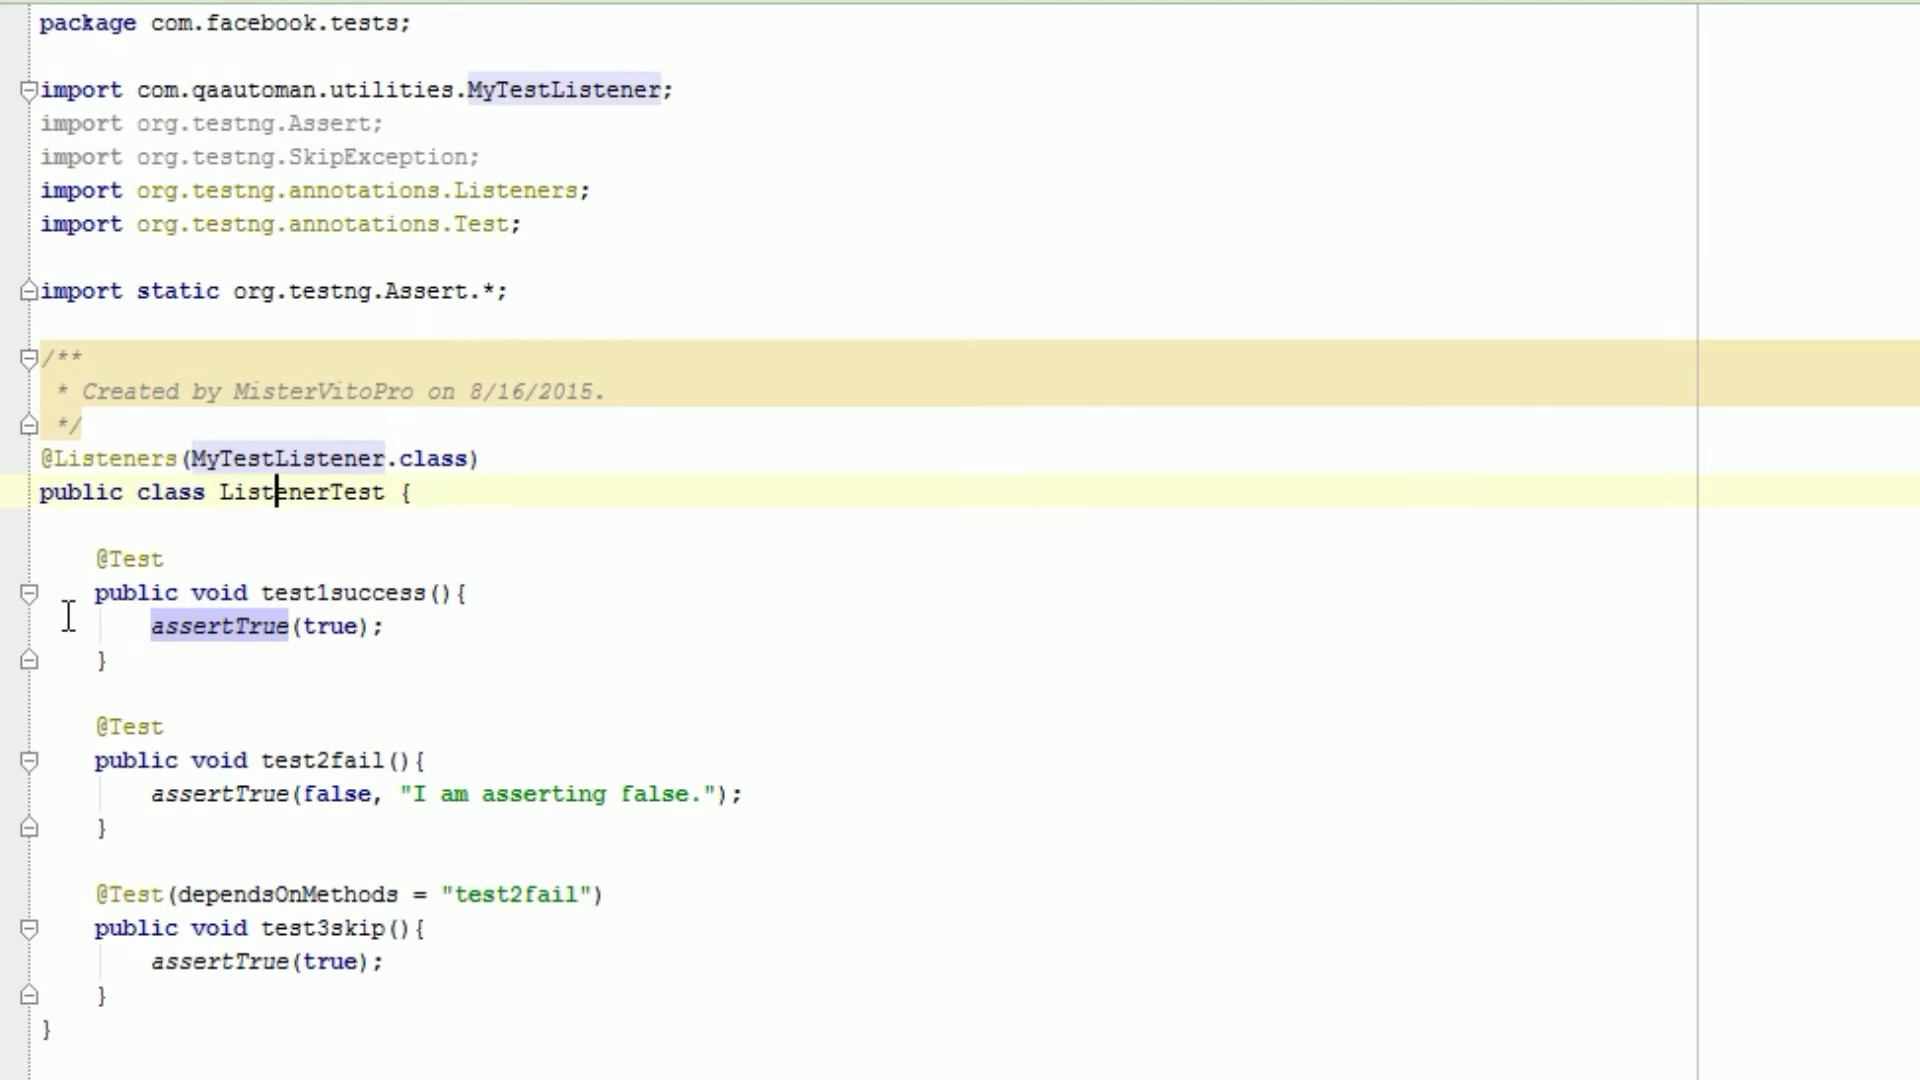 package com.facebook.tests;
import com.qaautoman.utilities.MyTestListener;
import org.testng.Assert;
import org.testng.SkipException;
import org.testng.annotations.Listeners;
import org.testng.annotations.Test;
import static org.testng.Assert.*;
/**
* Created by MisterVitoPro on 8/16/2015.
*/
@Listeners(MyTestListener.class)
public class ListenerTest {
@Test
public void test1success(){
assertTrue(true);
}
@Test
public void test2fail(){
assertTrue(false, "I am asserting false.");
}
@Test(dependsOnMethods = "test2fail")
public void test3skip(){
assertTrue(true);
}
}